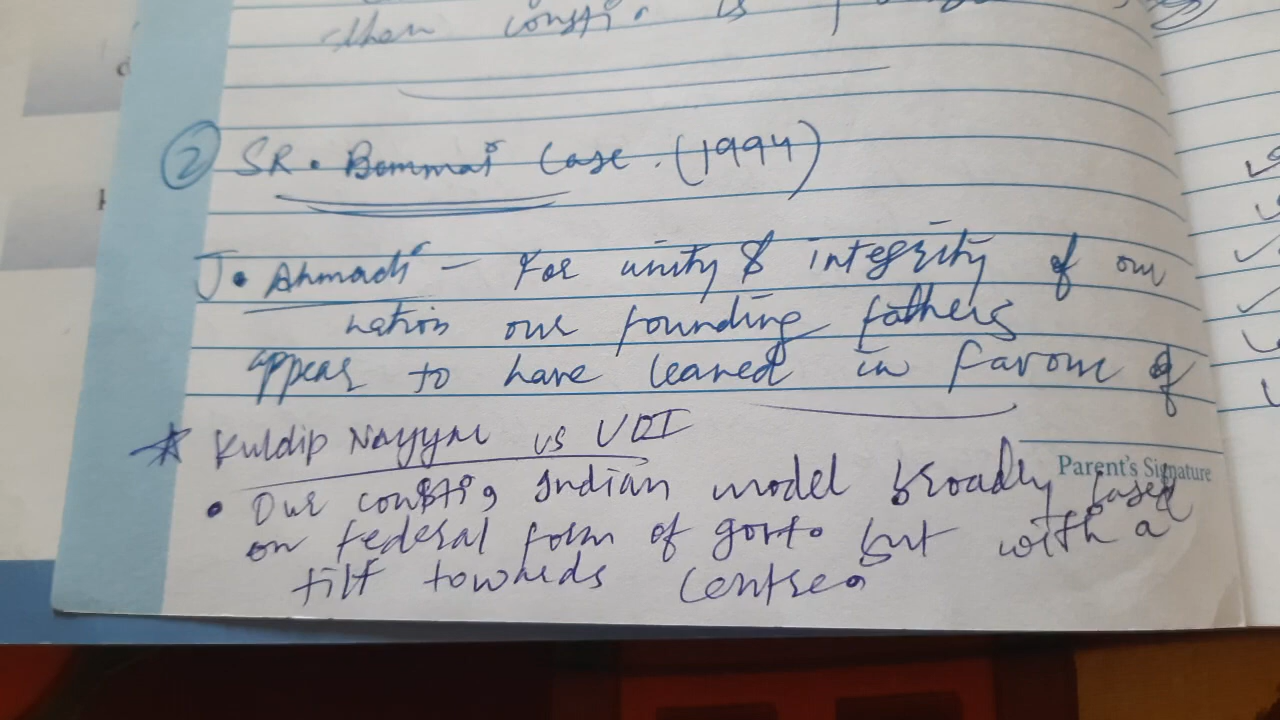 than consti. is
② SR. Bommai Case. (1994)
J. Ahmadi – For unity & integrity of our
nation our founding fathers
appear to have leaned in favour of
☆ Kuldip Nayyar vs UOI
• Our consti, Indian model broadly based
Parent's Signature
on federal form of govt. but with a
tilt towards Centre.